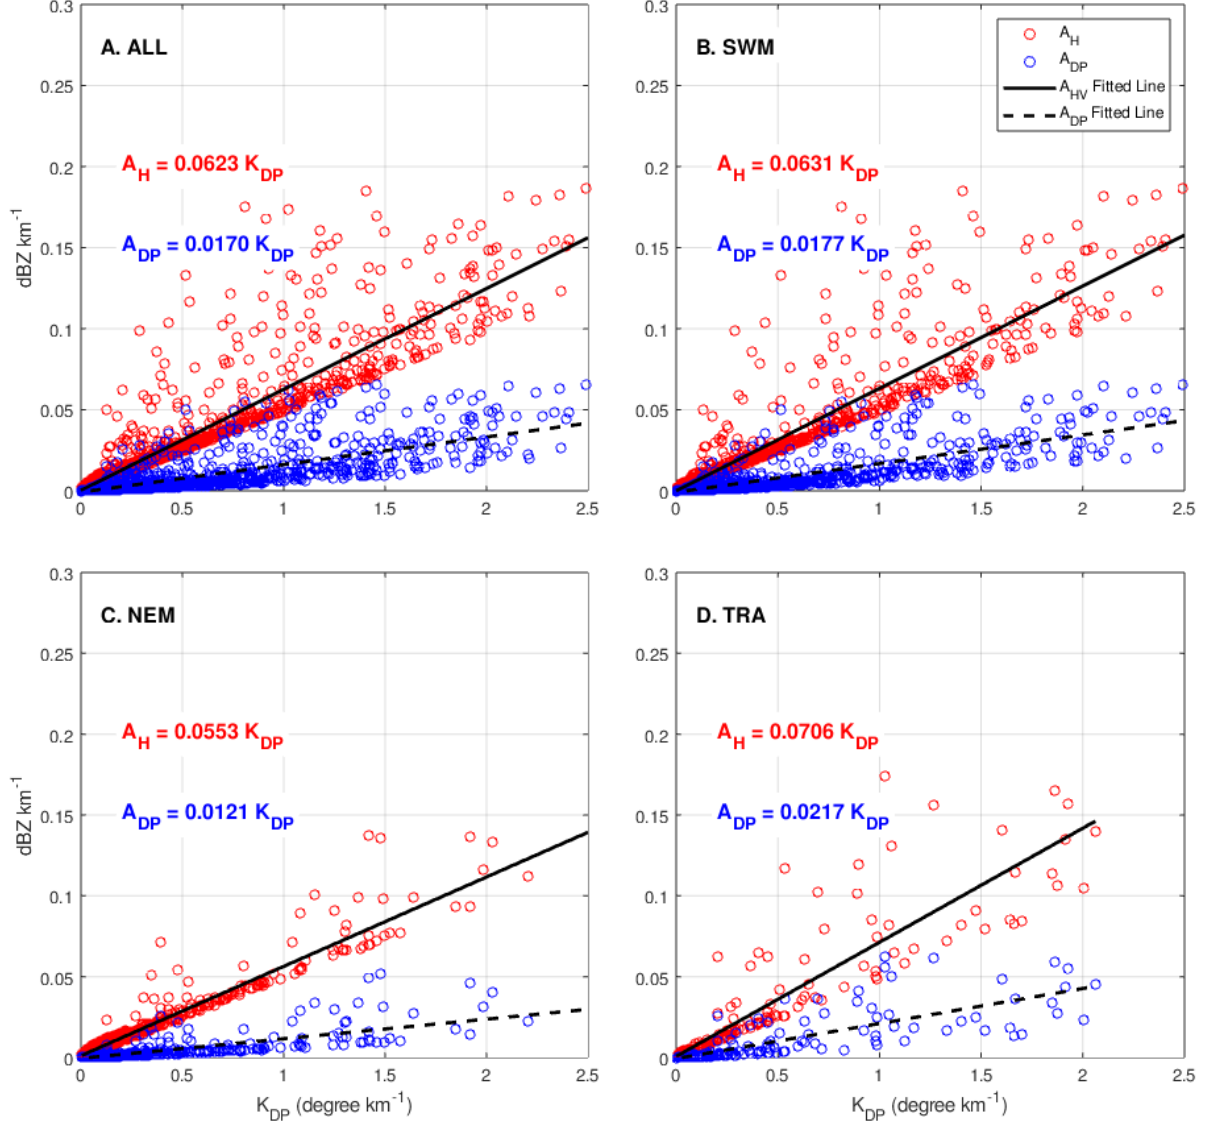 A. ALL
A_H = 0.0623 K_DP
A_DP = 0.0170 K_DP
0.3
0.25
0.2
0.15
0.1
0.05
0
dBZ km^-1
0 0.5 1 1.5 2 2.5
B. SWM
A_H
A_DP
A_HV Fitted Line
A_DP Fitted Line
A_H = 0.0631 K_DP
A_DP = 0.0177 K_DP
0.3
0.25
0.2
0.15
0.1
0.05
0
0 0.5 1 1.5 2 2.5
C. NEM
A_H = 0.0553 K_DP
A_DP = 0.0121 K_DP
0.3
0.25
0.2
0.15
0.1
0.05
0
dBZ km^-1
0 0.5 1 1.5 2 2.5
K_DP (degree km^-1)
D. TRA
A_H = 0.0706 K_DP
A_DP = 0.0217 K_DP
0.3
0.25
0.2
0.15
0.1
0.05
0
0 0.5 1 1.5 2 2.5
K_DP (degree km^-1)